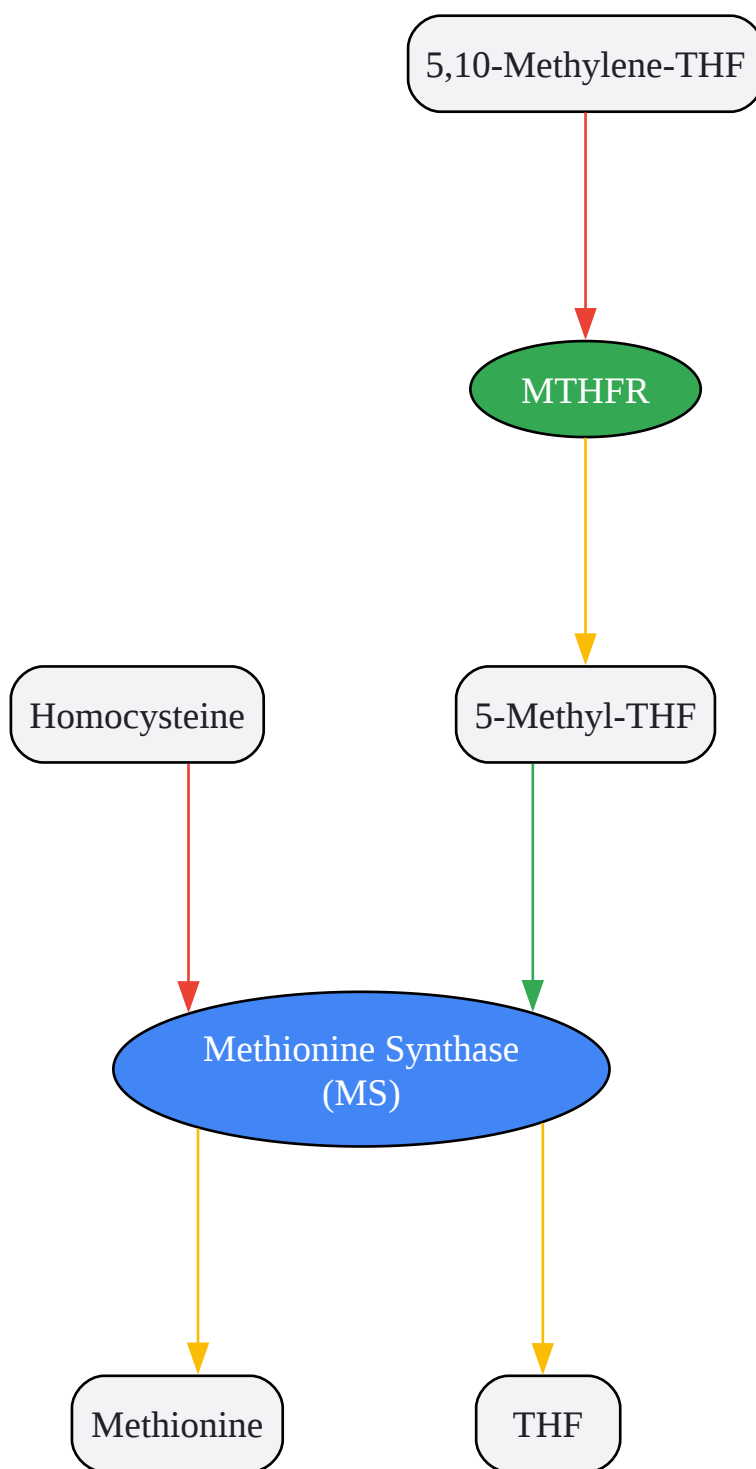 5,10-Methylene-THF
MTHFR
Homocysteine
5-Methyl-THF
Methionine Synthase
(MS)
Methionine
THF